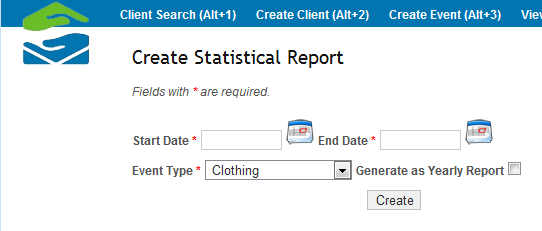 Client Search (Alt+1) Create Client (Alt+2) Create Event (Alt+3) Vie
Create Statistical Report
Fields with * are required.
Start Date * End Date *
Event Type * Clothing Generate as Yearly Report
Create